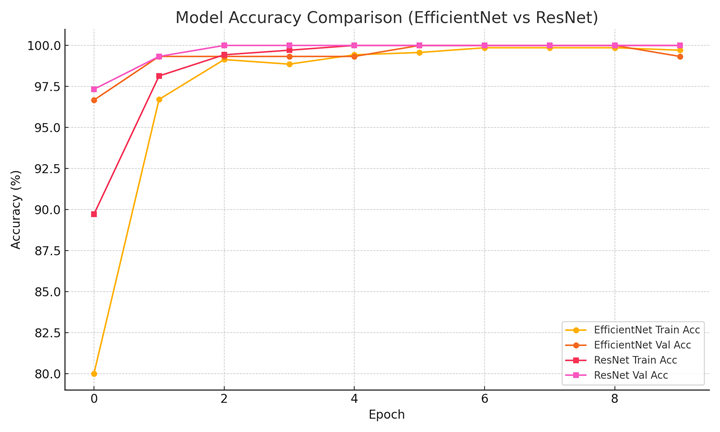 Model Accuracy Comparison (EfficientNet vs ResNet)
100.0
97.5
95.0
92.5
90.0
87.5
85.0
82.5
80.0
Accuracy (%)
EfficientNet Train Acc
EfficientNet Val Acc
ResNet Train Acc
ResNet Val Acc
0 2 4 6 8
Epoch